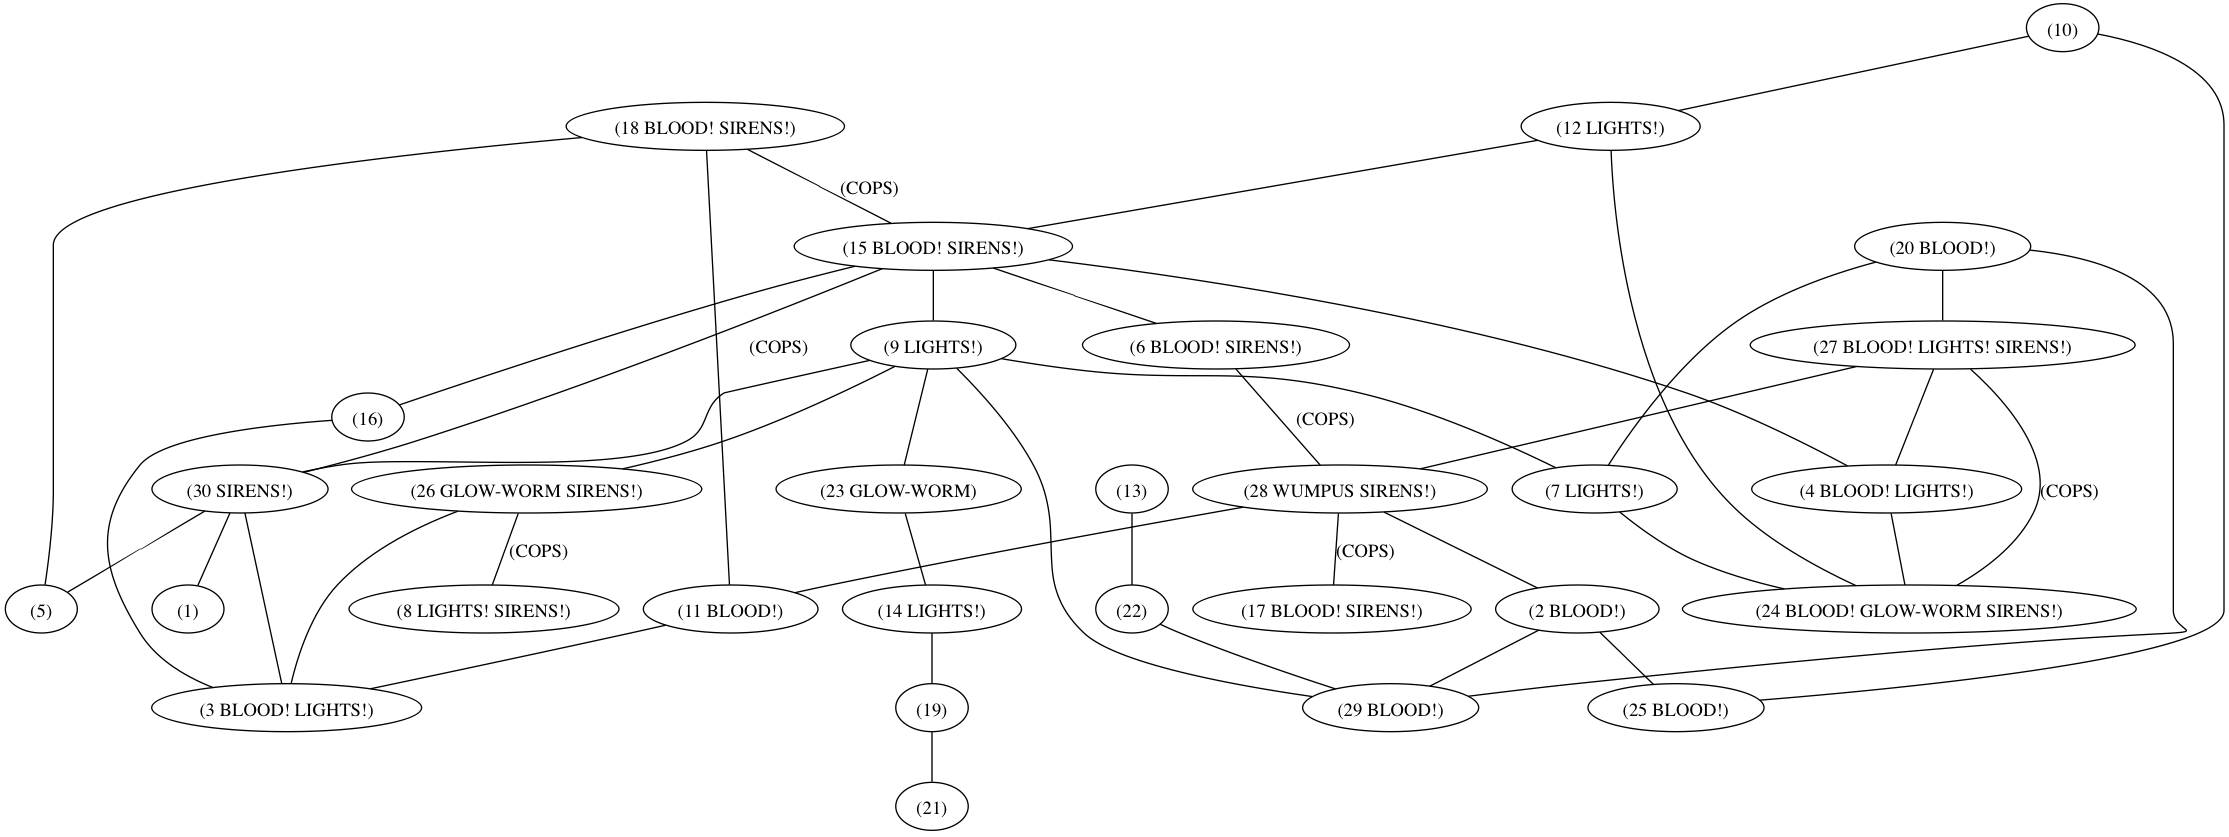 (10)
(18 BLOOD! SIRENS!)
(12 LIGHTS!)
(COPS)
(15 BLOOD! SIRENS!)
(20 BLOOD!)
(COPS)
(9 LIGHTS!)
(6 BLOOD! SIRENS!)
(27 BLOOD! LIGHTS! SIRENS!)
(16)
(COPS)
(30 SIRENS!)
(26 GLOW-WORM SIRENS!)
(23 GLOW-WORM)
(13)
(28 WUMPUS SIRENS!)
(7 LIGHTS!)
(4 BLOOD! LIGHTS!)
(COPS)
(COPS)
(COPS)
(5)
(1)
(8 LIGHTS! SIRENS!)
(11 BLOOD!)
(14 LIGHTS!)
(22)
(17 BLOOD! SIRENS!)
(2 BLOOD!)
(24 BLOOD! GLOW-WORM SIRENS!)
(3 BLOOD! LIGHTS!)
(19)
(29 BLOOD!)
(25 BLOOD!)
(21)